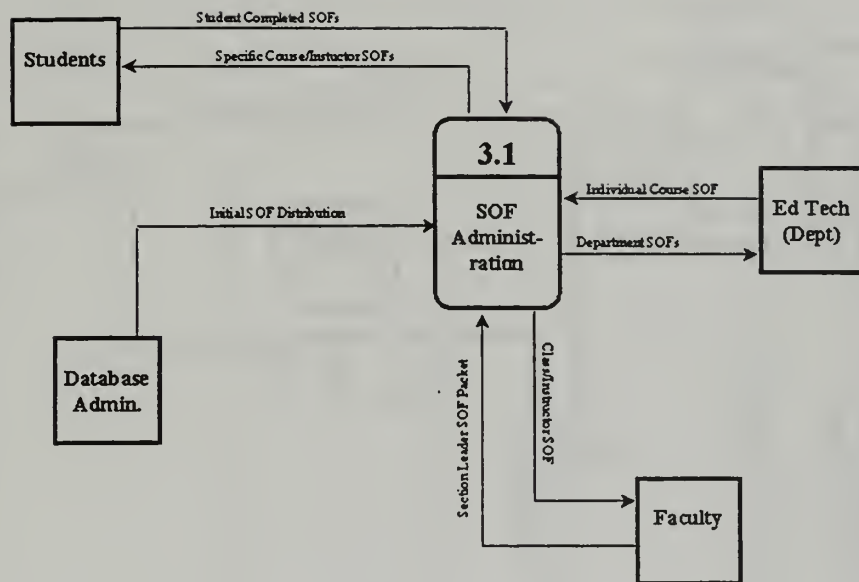 Student Completed SOFs
Students
Specific Course/Instuctor SOFs
3.1
SOF
Administ-
ration
Individual Course SOF
Ed Tech
(Dept)
Department SOFs
Initial SOF Distribution
Database
Admin.
Section Leader SOF Packet
Class/Instructor SOF
Faculty